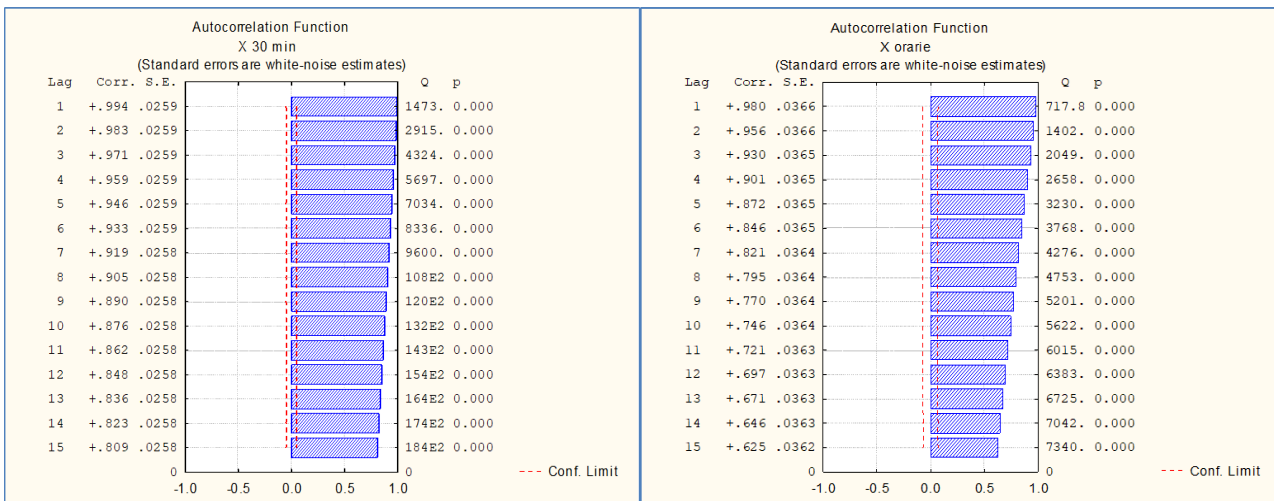 Autocorrelation Function
X 30 min
(Standard errors are white-noise estimates)
Lag Corr. S.E. Q p
1 +.994 .0259 1473. 0.000
2 +.983 .0259 2915. 0.000
3 +.971 .0259 4324. 0.000
4 +.959 .0259 5697. 0.000
5 +.946 .0259 7034. 0.000
6 +.933 .0259 8336. 0.000
7 +.919 .0258 9600. 0.000
8 +.905 .0258 108E2 0.000
9 +.890 .0258 120E2 0.000
10 +.876 .0258 132E2 0.000
11 +.862 .0258 143E2 0.000
12 +.848 .0258 154E2 0.000
13 +.836 .0258 164E2 0.000
14 +.823 .0258 174E2 0.000
15 +.809 .0258 184E2 0.000
0 0
-1.0 -0.5 0.0 0.5 1.0
Conf. Limit
Autocorrelation Function
X orarie
(Standard errors are white-noise estimates)
Lag Corr. S.E. Q p
1 +.980 .0366 717.8 0.000
2 +.956 .0366 1402. 0.000
3 +.930 .0365 2049. 0.000
4 +.901 .0365 2658. 0.000
5 +.872 .0365 3230. 0.000
6 +.846 .0365 3768. 0.000
7 +.821 .0364 4276. 0.000
8 +.795 .0364 4753. 0.000
9 +.770 .0364 5201. 0.000
10 +.746 .0364 5622. 0.000
11 +.721 .0363 6015. 0.000
12 +.697 .0363 6383. 0.000
13 +.671 .0363 6725. 0.000
14 +.646 .0363 7042. 0.000
15 +.625 .0362 7340. 0.000
0 0
-1.0 -0.5 0.0 0.5 1.0
Conf. Limit